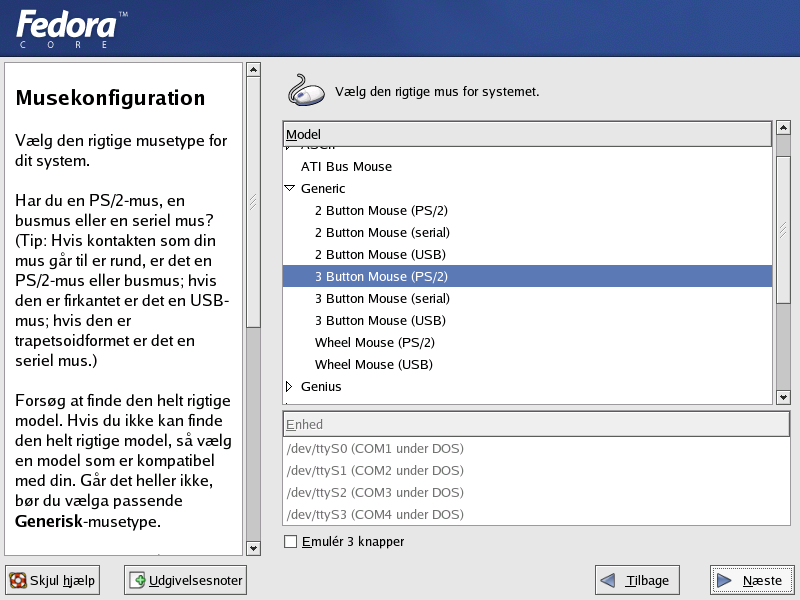 Fedora™
CORE
Musekonfiguration
Vælg den rigtige musetype for
dit system.
Har du en PS/2-mus, en
busmus eller en seriel mus?
(Tip: Hvis kontakten som din
mus går til er rund, er det en
PS/2-mus eller busmus; hvis
den er firkantet er det en USB-
mus; hvis den er
trapetsoidformet er det en
seriel mus.)
Forsøg at finde den helt rigtige
model. Hvis du ikke kan finde
den helt rigtige model, så vælg
en model som er kompatibel
med din. Går det heller ikke,
bør du vælga passende
Generisk-musetype.
Vælg den rigtige mus for systemet.
Model
ATI Bus Mouse
Generic
2 Button Mouse (PS/2)
2 Button Mouse (serial)
2 Button Mouse (USB)
3 Button Mouse (PS/2)
3 Button Mouse (serial)
3 Button Mouse (USB)
Wheel Mouse (PS/2)
Wheel Mouse (USB)
Genius
Enhed
/dev/ttyS0 (COM1 under DOS)
/dev/ttyS1 (COM2 under DOS)
/dev/ttyS2 (COM3 under DOS)
/dev/ttyS3 (COM4 under DOS)
Emulér 3 knapper
Skjul hjælp
Udgivelsesnoter
Tilbage
Næste